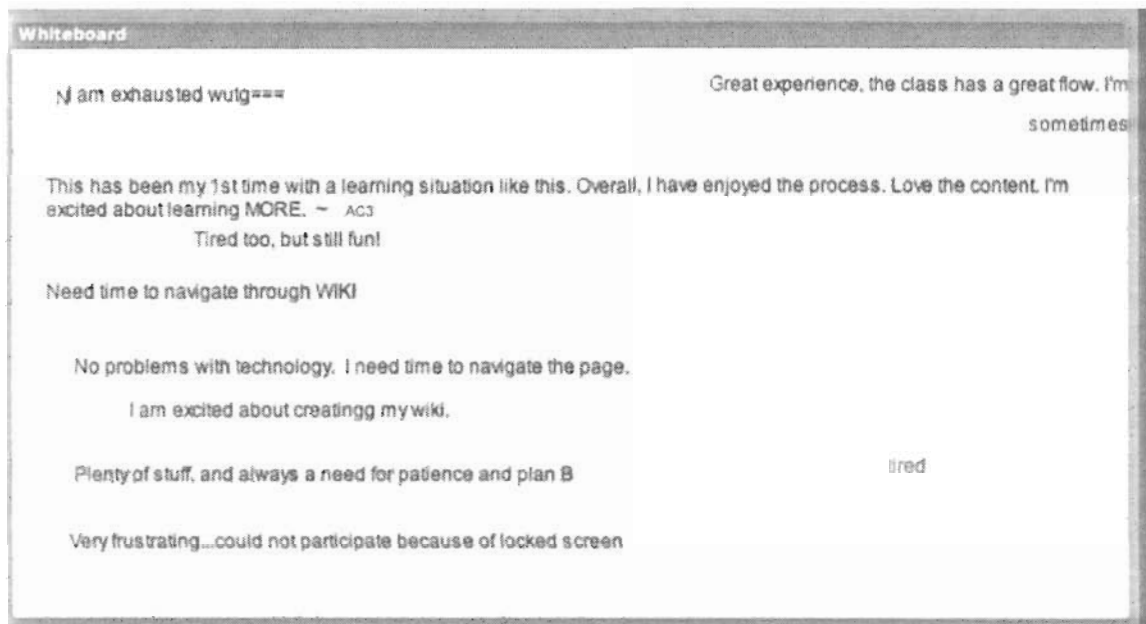 Whiteboard
I am exhausted wutg===
Great experience, the class has a great flow. I'm
sometimes
This has been my 1st time with a learning situation like this. Overall, I have enjoyed the process. Love the content. I'm
excited about learning MORE. ~ AC3
Tired too, but still fun!
Need time to navigate through WIKI
No problems with technology. I need time to navigate the page.
I am excited about creatingg my wiki.
Plenty of stuff, and always a need for patience and plan B
tired
Very frustrating...could not participate because of locked screen